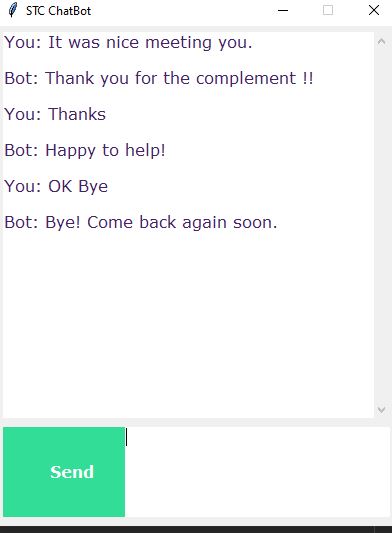 STC ChatBot
You: It was nice meeting you.
Bot: Thank you for the complement !!
You: Thanks
Bot: Happy to help!
You: OK Bye
Bot: Bye! Come back again soon.
Send